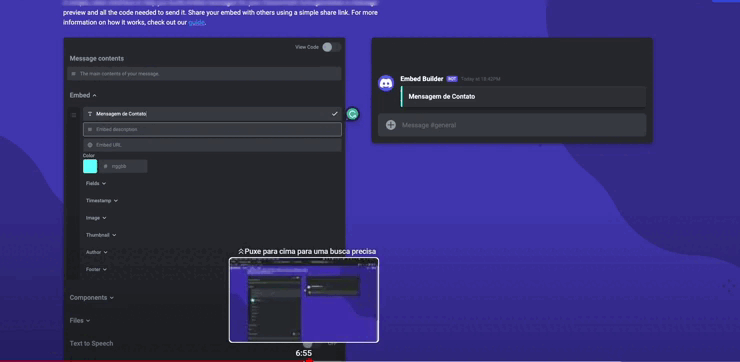 preview and all the code needed to send it. Share your embed with others using a simple share link. For more
information on how it works, check out our guide.
View Code
Message contents
The main contents of your message.
Embed
Mensagem de Contato
Embed description
Embed URL
Color
# rrggbb
Fields
Timestamp
Image
Thumbnail
Author
Footer
Components
Files
Text to Speech
Embed Builder BOT Today at 18:42PM
Mensagem de Contato
Message #general
Puxe para cima para uma busca precisa
6:55